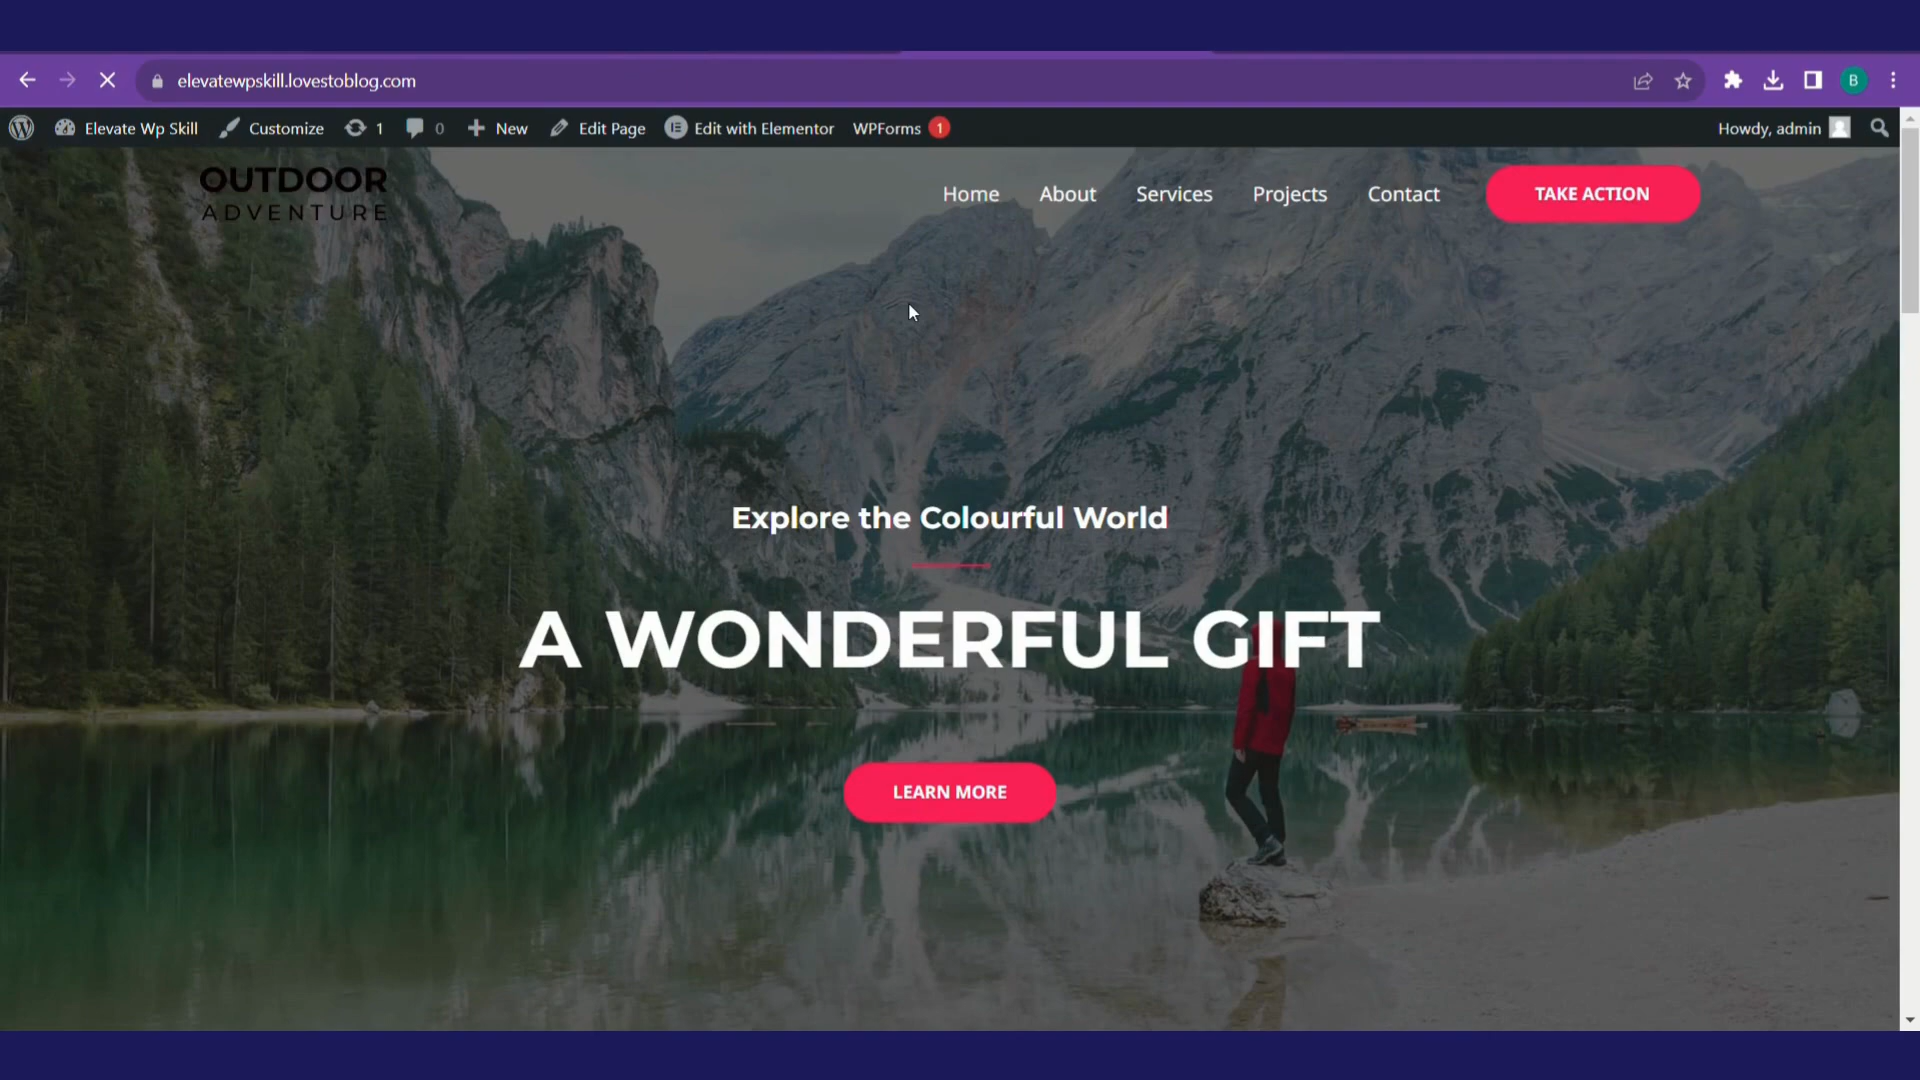 elevatewpskill.lovestoblog.com
B
Elevate Wp Skill
Customize
1
0
New
Edit Page
Edit with Elementor
WPForms 1
Howdy, admin
OUTDOOR
ADVENTURE
Home
About
Services
Projects
Contact
TAKE ACTION
Explore the Colourful World
A WONDERFUL GIFT
LEARN MORE